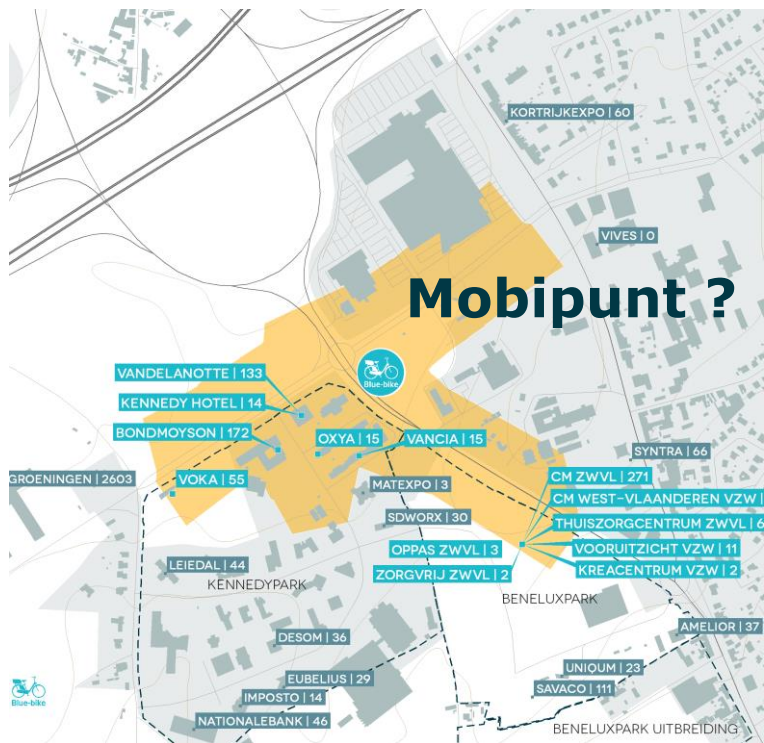 KORTRIJKEXPO | 60
VIVES | 0
Mobipunt ?
Blue-bike
VANDELANOTTE | 133
KENNEDY HOTEL | 14
BONDMOYSON | 172
OXYA | 15
VANCIA | 15
SYNTRA | 66
GROENINGEN | 2603
VOKA | 55
MATEXPO | 3
CM ZWVL | 271
CM WEST-VLAANDEREN VZW |
SDWORX | 30
THUISZORGCENTRUM ZWVL | 6
OPPAS ZWVL | 3
VOORUITZICHT VZW | 11
LEIEDAL | 44
ZORGVRIJ ZWVL | 2
KREACENTRUM VZW | 2
KENNEDYPARK
BENELUXPARK
DESOM | 36
AMELIOR | 37
EUBELIUS | 29
UNIOUM | 23
IMPOSTO | 14
SAVACO | 111
Blue-bike
NATIONALEBANK | 46
BENELUXPARK UITBREIDING